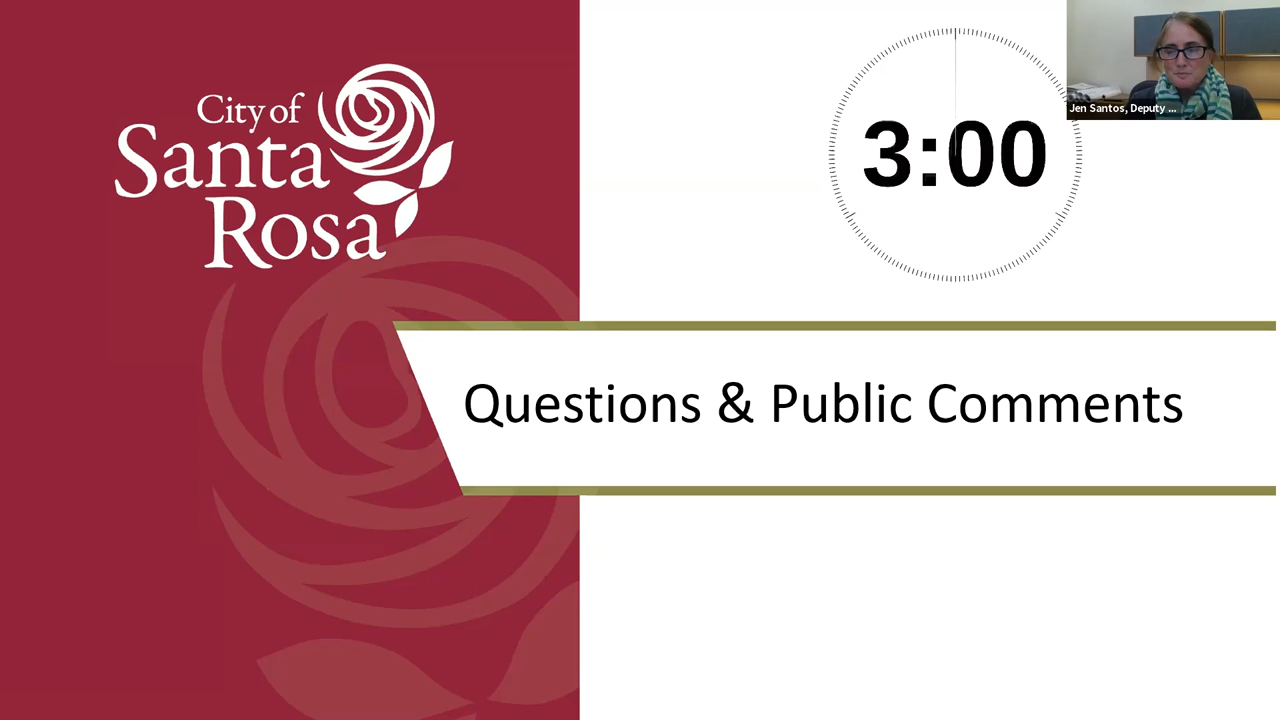 City of
Santa
Rosa
3:00
Jen Santos, Deputy ...
Questions & Public Comments